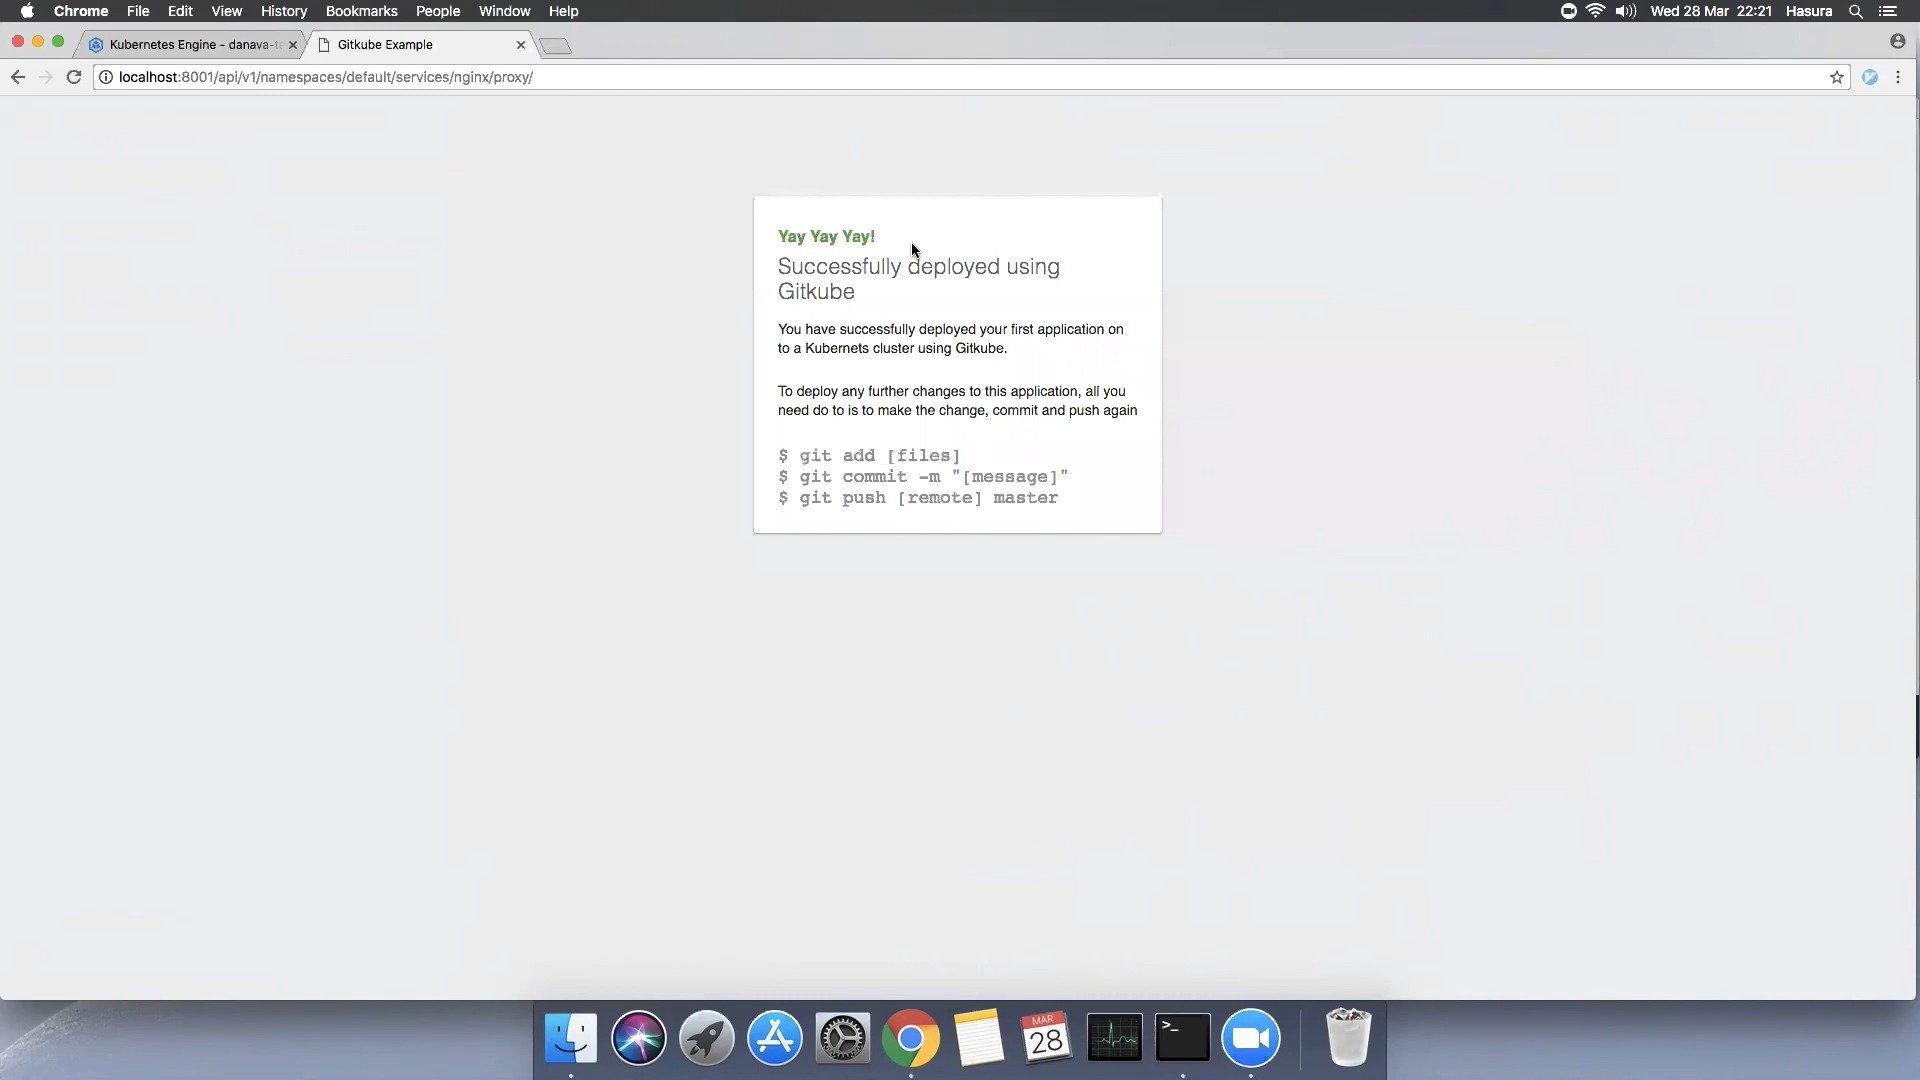 Chrome File Edit View History Bookmarks People Window Help Wed 28 Mar 22:21 Hasura
Kubernetes Engine - danava-te Gitkube Example
localhost:8001/api/v1/namespaces/default/services/nginx/proxy/
Yay Yay Yay!
Successfully deployed using
Gitkube
You have successfully deployed your first application on
to a Kubernets cluster using Gitkube.
To deploy any further changes to this application, all you
need do to is to make the change, commit and push again
$ git add [files]
$ git commit -m "[message]"
$ git push [remote] master
MAR
28
>_